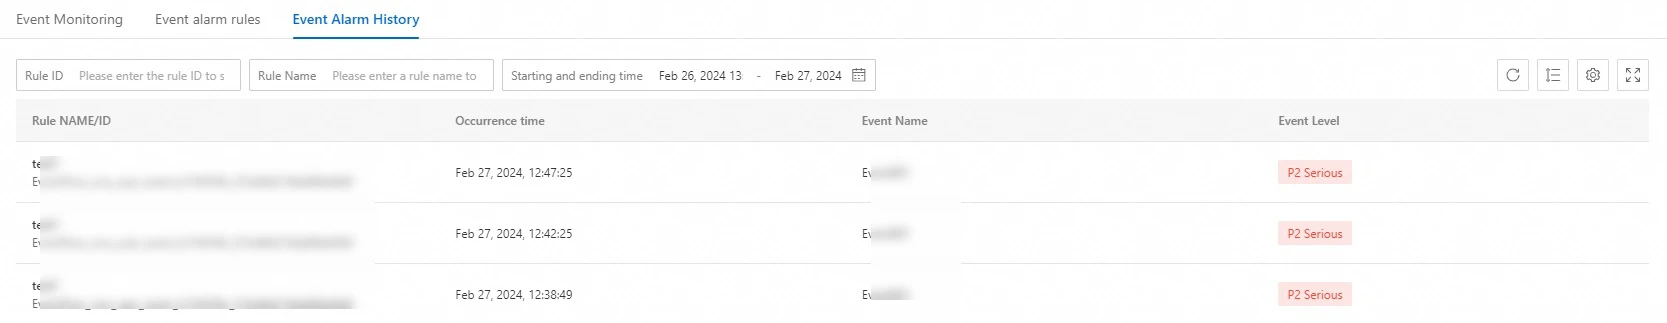 Event Monitoring Event alarm rules Event Alarm History
Rule ID Please enter the rule ID to s Rule Name Please enter a rule name to Starting and ending time Feb 26, 2024 13 - Feb 27, 2024
Rule NAME/ID Occurrence time Event Name Event Level
Feb 27, 2024, 12:47:25 P2 Serious
Feb 27, 2024, 12:42:25 P2 Serious
Feb 27, 2024, 12:38:49 P2 Serious